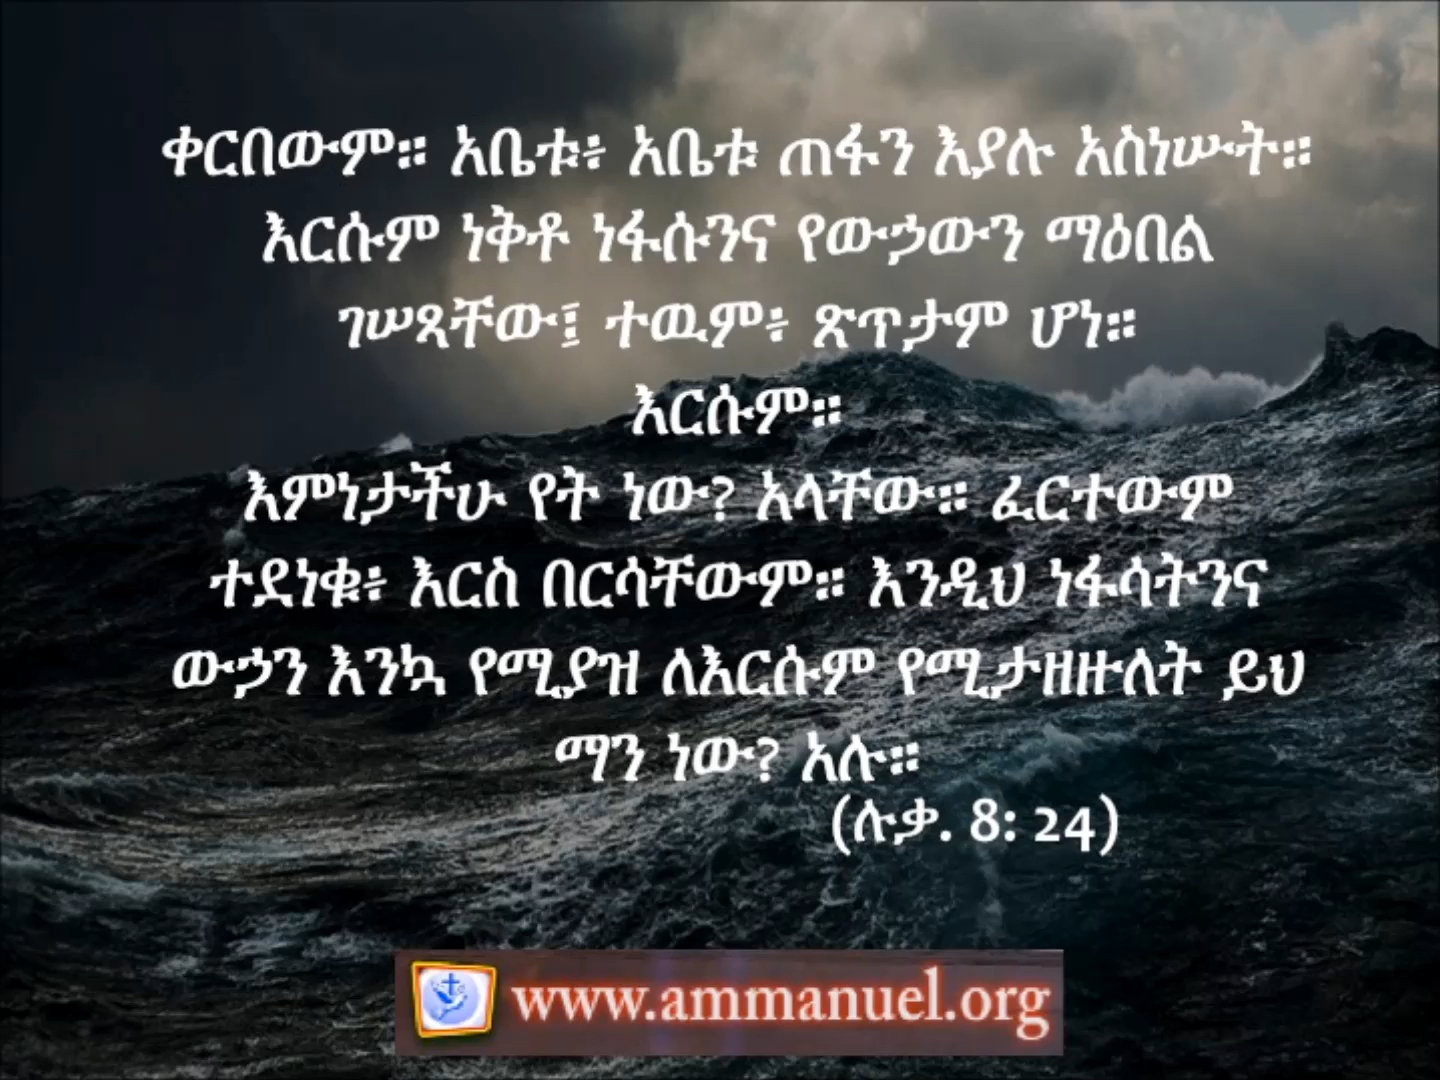 ቀርበውም። አቤቱ፥ አቤቱ ጠፋን እያሉ አስነሡት።
እርሱም ነቅቶ ነፋሱንና የውኃውን ማዕበል
ገሠጻቸው፤ ተዉም፥ ጽጥታም ሆነ።
እርሱም።
እምነታችሁ የት ነው? አላቸው። ፈርተውም
ተደነቁ፥ እርስ በርሳቸውም። እንዲህ ነፋሳትንና
ውኃን እንኳ የሚያዝ ለእርሱም የሚታዘዙለት ይህ
ማን ነው? አሉ።
(ሉቃ. 8: 24)
www.ammanuel.org